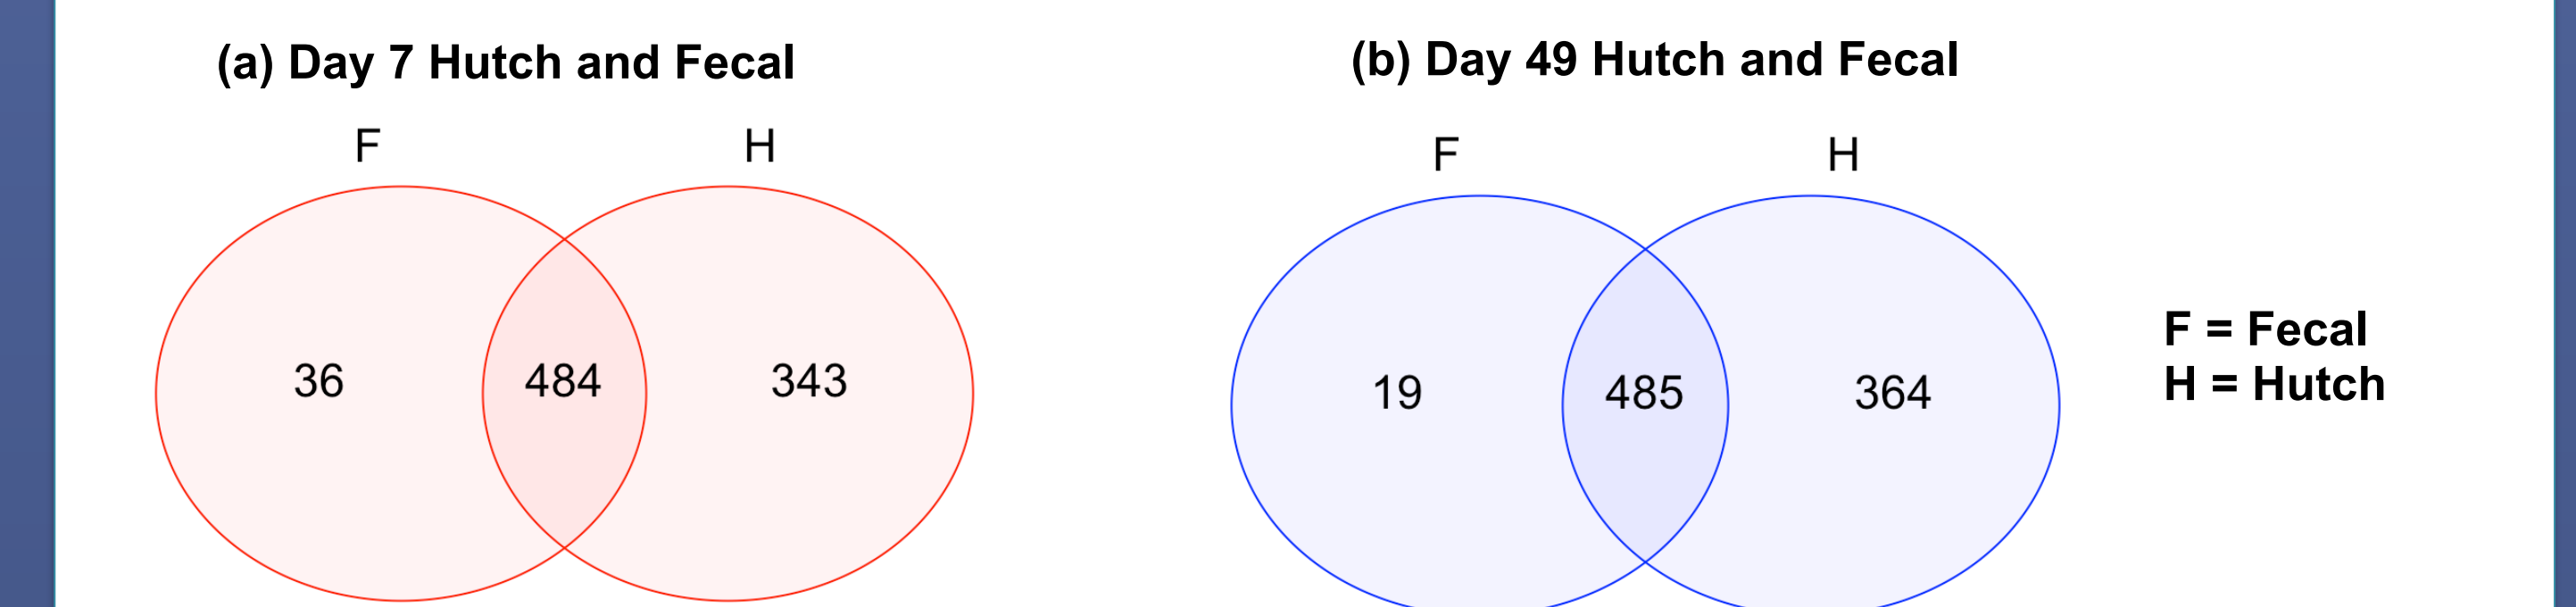 (a) Day 7 Hutch and Fecal
F H
36 484 343
(b) Day 49 Hutch and Fecal
F H
19 485 364
F = Fecal
H = Hutch